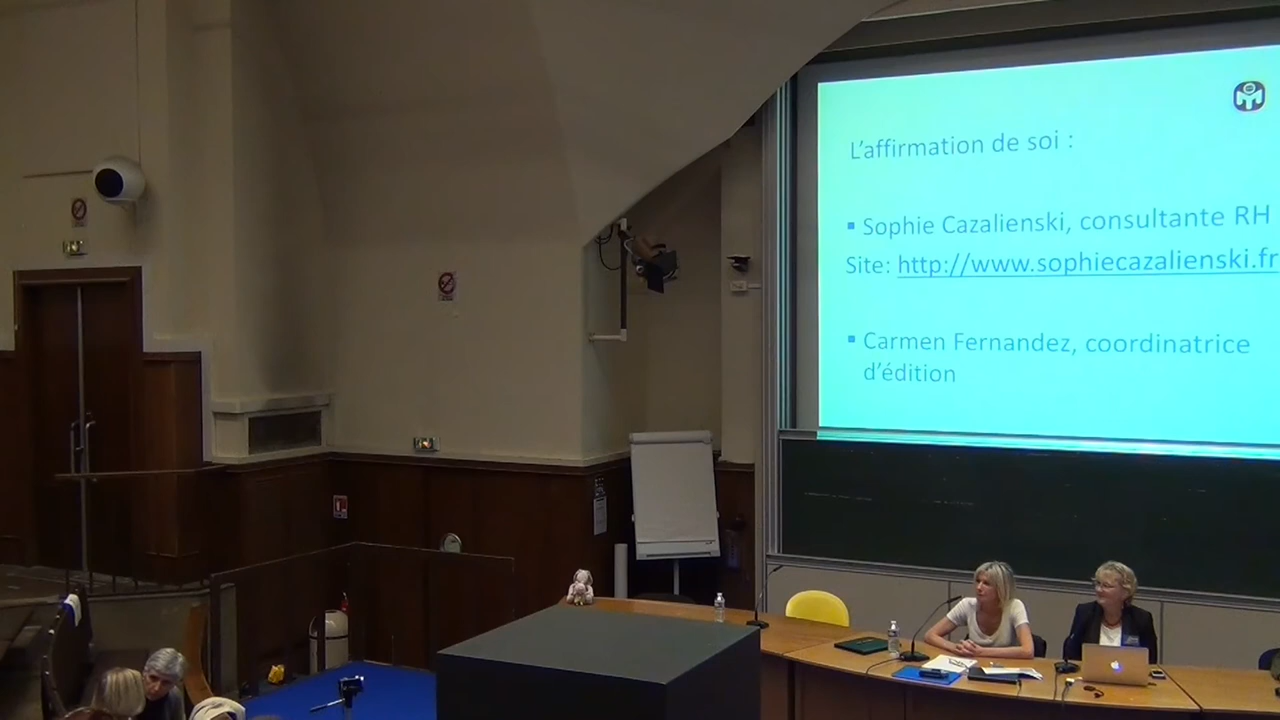 L'affirmation de soi :
▪ Sophie Cazalienski, consultante RH
Site: http://www.sophiecazalienski.fr
▪ Carmen Fernandez, coordinatrice
d'édition